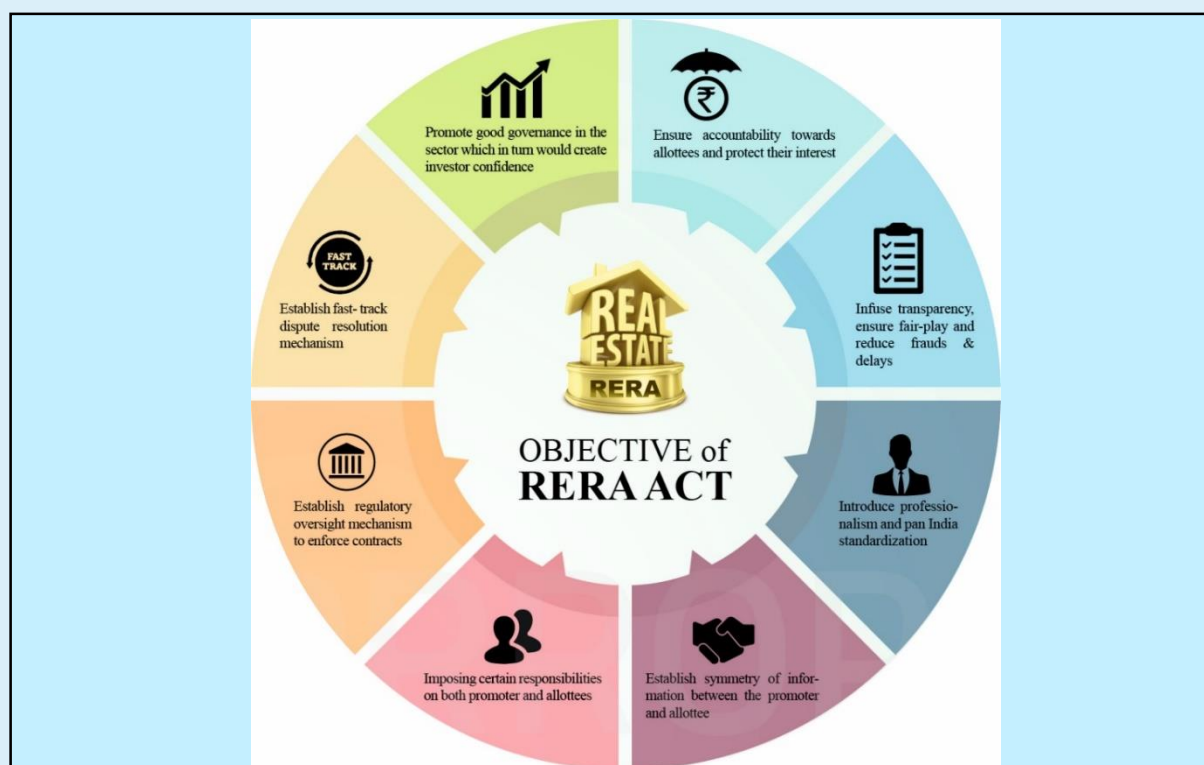 Promote good governance in the
sector which in turn would create
investor confidence
₹
Ensure accountability towards
allottees and protect their interest
Infuse transparency,
ensure fair-play and
reduce frauds &
delays
Introduce professio-
nalism and pan India
standardization
Establish symmetry of infor-
mation between the promoter
and allottee
Imposing certain responsibilities
on both promoter and allottees
Establish regulatory
oversight mechanism
to enforce contracts
FAST
TRACK
Establish fast- track
dispute resolution
mechanism
REAL
ESTATE
RERA
OBJECTIVE of
RERA ACT